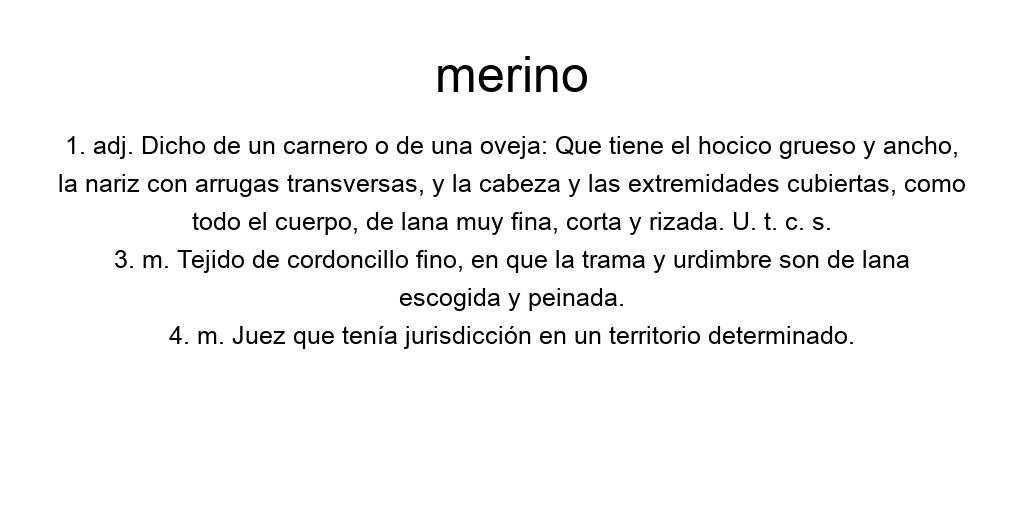 merino
1. adj. Dicho de un carnero o de una oveja: Que tiene el hocico grueso y ancho,
la nariz con arrugas transversas, y la cabeza y las extremidades cubiertas, como
todo el cuerpo, de lana muy fina, corta y rizada. U. t. c. s.
3. m. Tejido de cordoncillo fino, en que la trama y urdimbre son de lana
escogida y peinada.
4. m. Juez que tenía jurisdicción en un territorio determinado.